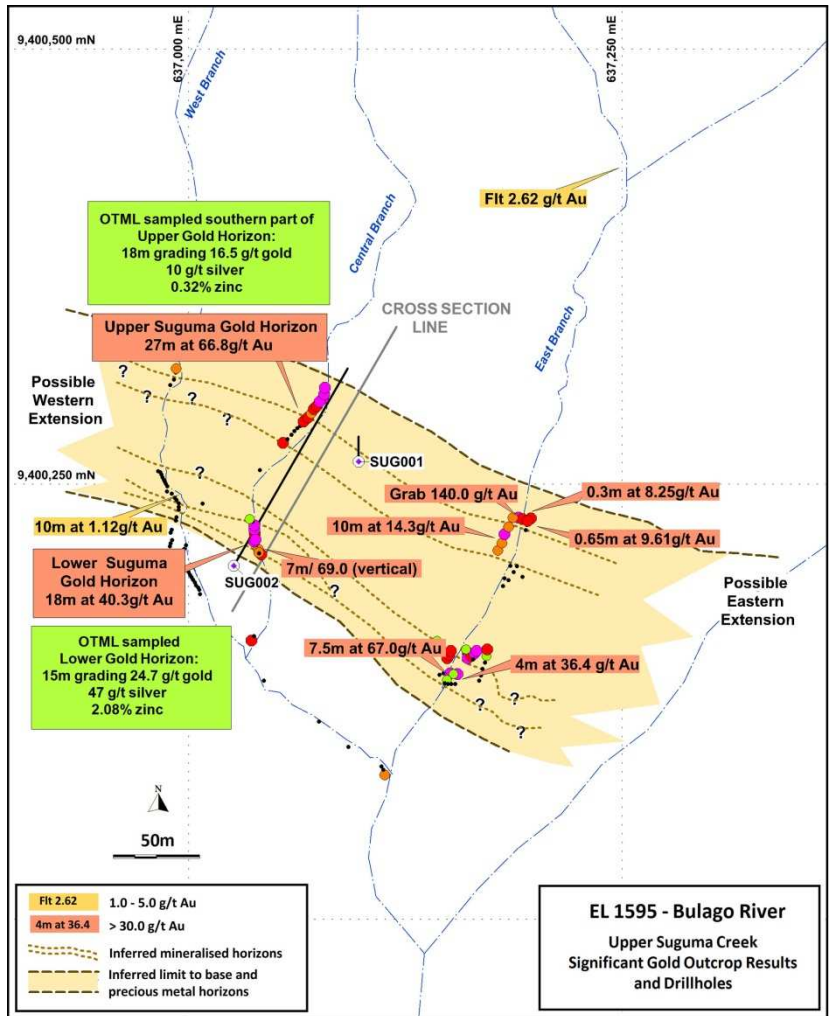 637,000 mE
637,250 mE
9,400,500 mN
West Branch
Central Branch
East Branch
Flt 2.62 g/t Au
OTML sampled southern part of
Upper Gold Horizon:
18m grading 16.5 g/t gold
10 g/t silver
0.32% zinc
CROSS SECTION
LINE
Upper Suguma Gold Horizon
27m at 66.8g/t Au
?
Possible
Western
Extension
?
?
?
SUG001
9,400,250 mN
?
Grab 140.0 g/t Au
0.3m at 8.25g/t Au
10m at 1.12g/t Au
10m at 14.3g/t Au
0.65m at 9.61g/t Au
Lower Suguma
Gold Horizon
18m at 40.3g/t Au
SUG002
7m/ 69.0 (vertical)
?
Possible
Eastern
Extension
OTML sampled
Lower Gold Horizon:
15m grading 24.7 g/t gold
47 g/t silver
2.08% zinc
7.5m at 67.0g/t Au
4m at 36.4 g/t Au
?
?
?
N
50m
Flt 2.62
1.0 - 5.0 g/t Au
4m at 36.4
> 30.0 g/t Au
Inferred mineralised horizons
Inferred limit to base and
precious metal horizons
EL 1595 - Bulago River
Upper Suguma Creek
Significant Gold Outcrop Results
and Drillholes